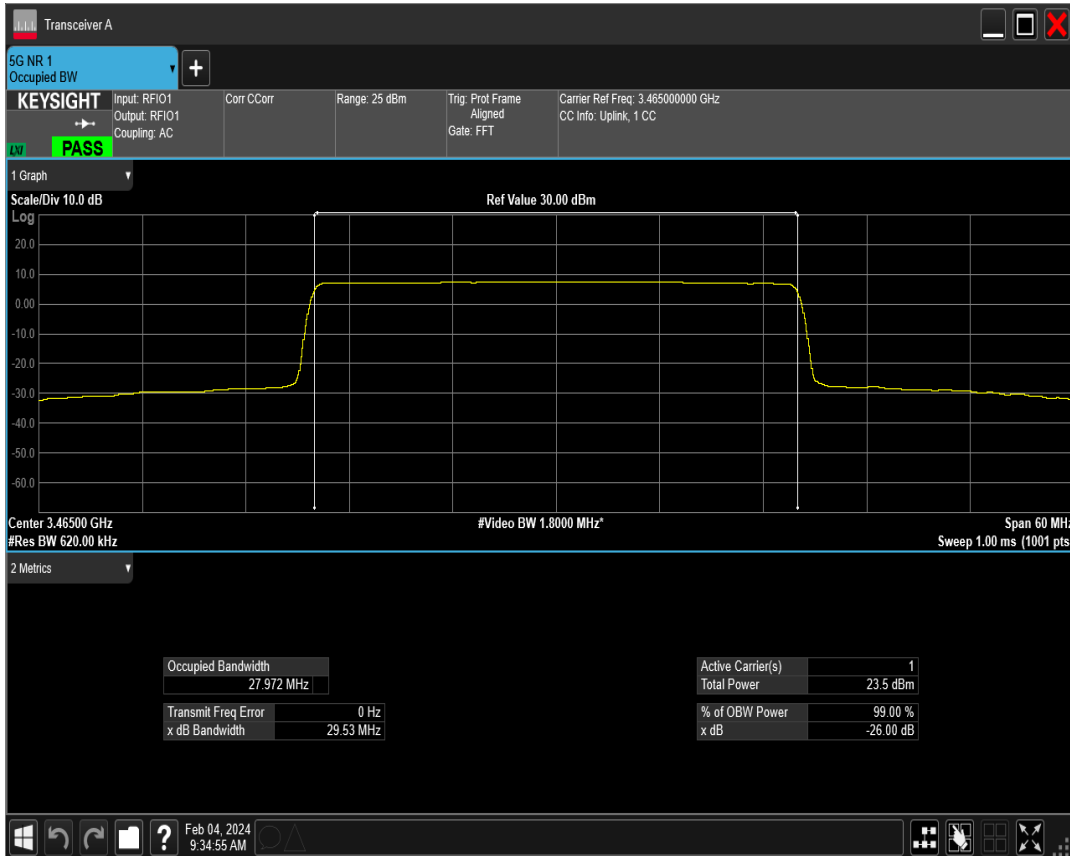 Transceiver A
5G NR 1
Occupied BW
KEYSIGHT
LXI
PASS
Input: RFIO1
Output: RFIO1
Coupling: AC
Corr CCorr
Range: 25 dBm
Trig: Prot Frame
Aligned
Gate: FFT
Carrier Ref Freq: 3.465000000 GHz
CC Info: Uplink, 1 CC
1 Graph
Scale/Div 10.0 dB
Ref Value 30.00 dBm
Log
20.0
10.0
0.00
-10.0
-20.0
-30.0
-40.0
-50.0
-60.0
Center 3.46500 GHz
#Video BW 1.8000 MHz*
Span 60 MHz
#Res BW 620.00 kHz
Sweep 1.00 ms (1001 pts
2 Metrics
Occupied Bandwidth
27.972 MHz
Transmit Freq Error 0 Hz
x dB Bandwidth 29.53 MHz
Active Carrier(s) 1
Total Power 23.5 dBm
% of OBW Power 99.00 %
x dB -26.00 dB
?
Feb 04, 2024
9:34:55 AM